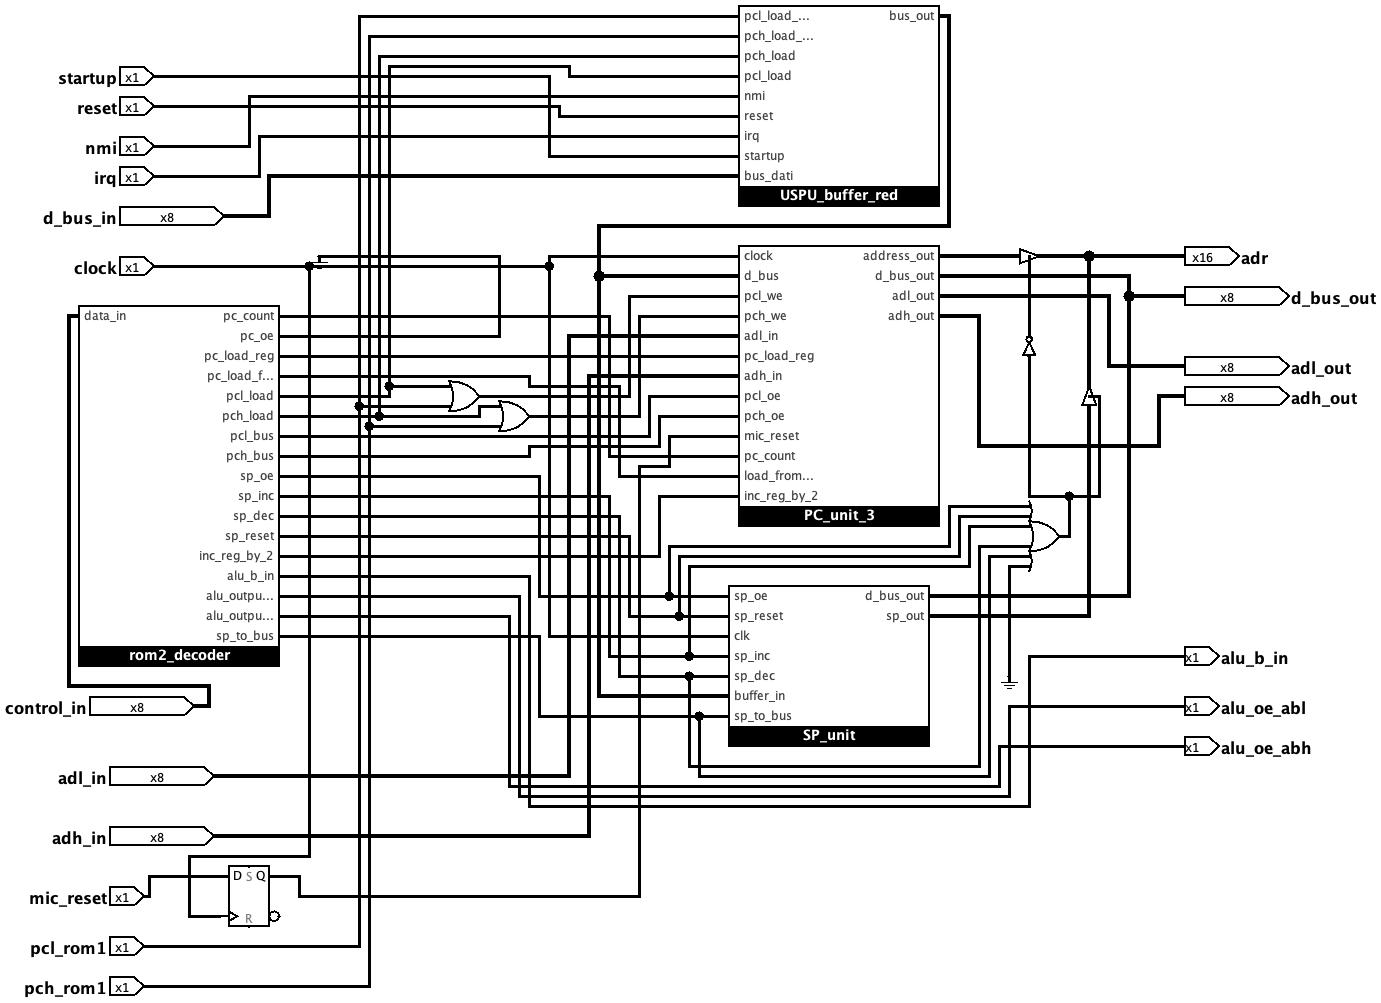 pcl_load_...
pch_load_...
pch_load
pcl_load
nmi
reset
irq
startup
bus_dati
bus_out
USPU_buffer_red
startup x1
reset x1
nmi x1
irq x1
d_bus_in x8
clock x1
data_in
pc_count
pc_oe
pc_load_reg
pc_load_f...
pcl_load
pch_load
pcl_bus
pch_bus
sp_oe
sp_inc
sp_dec
sp_reset
inc_reg_by_2
alu_b_in
alu_outpu...
alu_outpu...
sp_to_bus
rom2_decoder
clock
d_bus
pcl_we
pch_we
adl_in
pc_load_reg
adh_in
pcl_oe
pch_oe
mic_reset
pc_count
load_from...
inc_reg_by_2
address_out
d_bus_out
adl_out
adh_out
PC_unit_3
sp_oe
sp_reset
clk
sp_inc
sp_dec
buffer_in
sp_to_bus
d_bus_out
sp_out
SP_unit
x16 adr
x8 d_bus_out
x8 adl_out
x8 adh_out
x1 alu_b_in
x1 alu_oe_abl
x1 alu_oe_abh
control_in x8
adl_in x8
adh_in x8
mic_reset x1
D S Q
R
pcl_rom1 x1
pch_rom1 x1